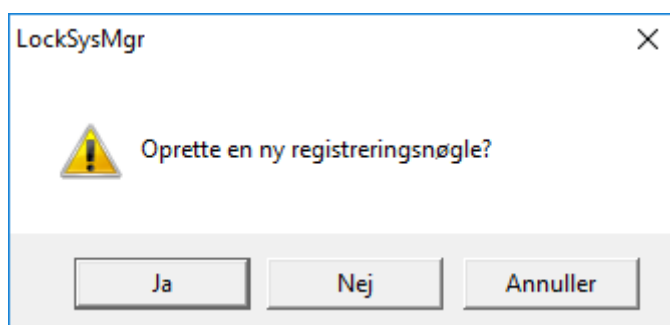 LockSysMgr
Oprette en ny registreringsnøgle?
Ja
Nej
Annuller